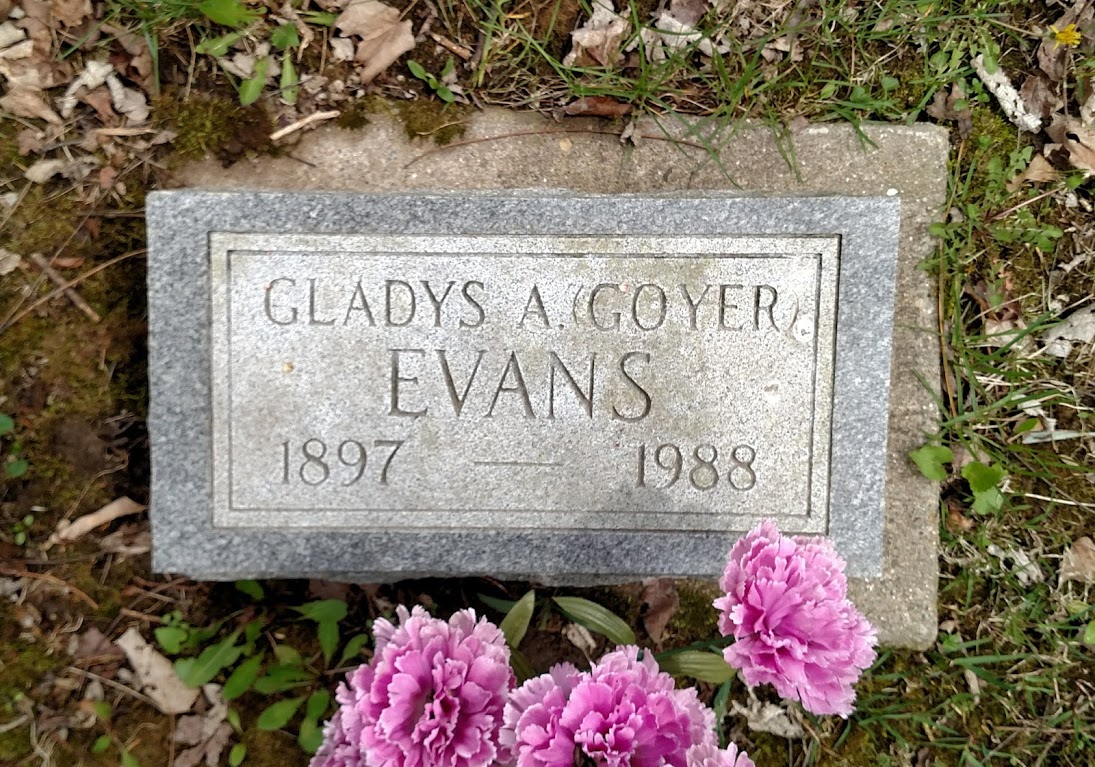 GLADYS A. (GOYER)
EVANS
1897 — 1988